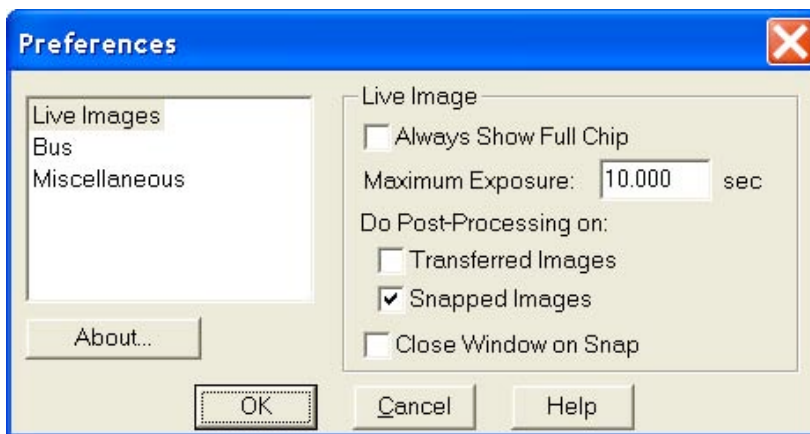 Preferences
Live Images
Bus
Miscellaneous
About...
Live Image
Always Show Full Chip
Maximum Exposure: 10.000 sec
Do Post-Processing on:
Transferred Images
Snapped Images
Close Window on Snap
OK
Cancel
Help